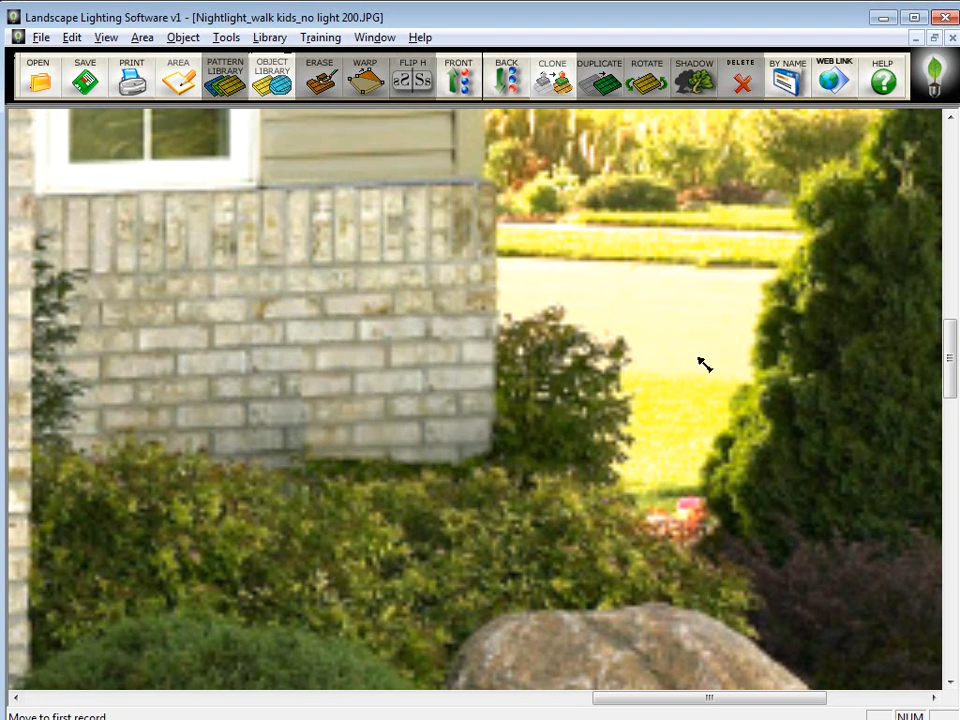 Landscape Lighting Software v1 - [Nightlight_walk kids_no light 200.JPG]
File Edit View Area Object Tools Library Training Window Help
OPEN SAVE PRINT AREA PATTERN LIBRARY OBJECT LIBRARY ERASE WARP FLIP H FRONT BACK CLONE DUPLICATE ROTATE SHADOW DELETE BY NAME WEB LINK HELP
Move to first record NUM